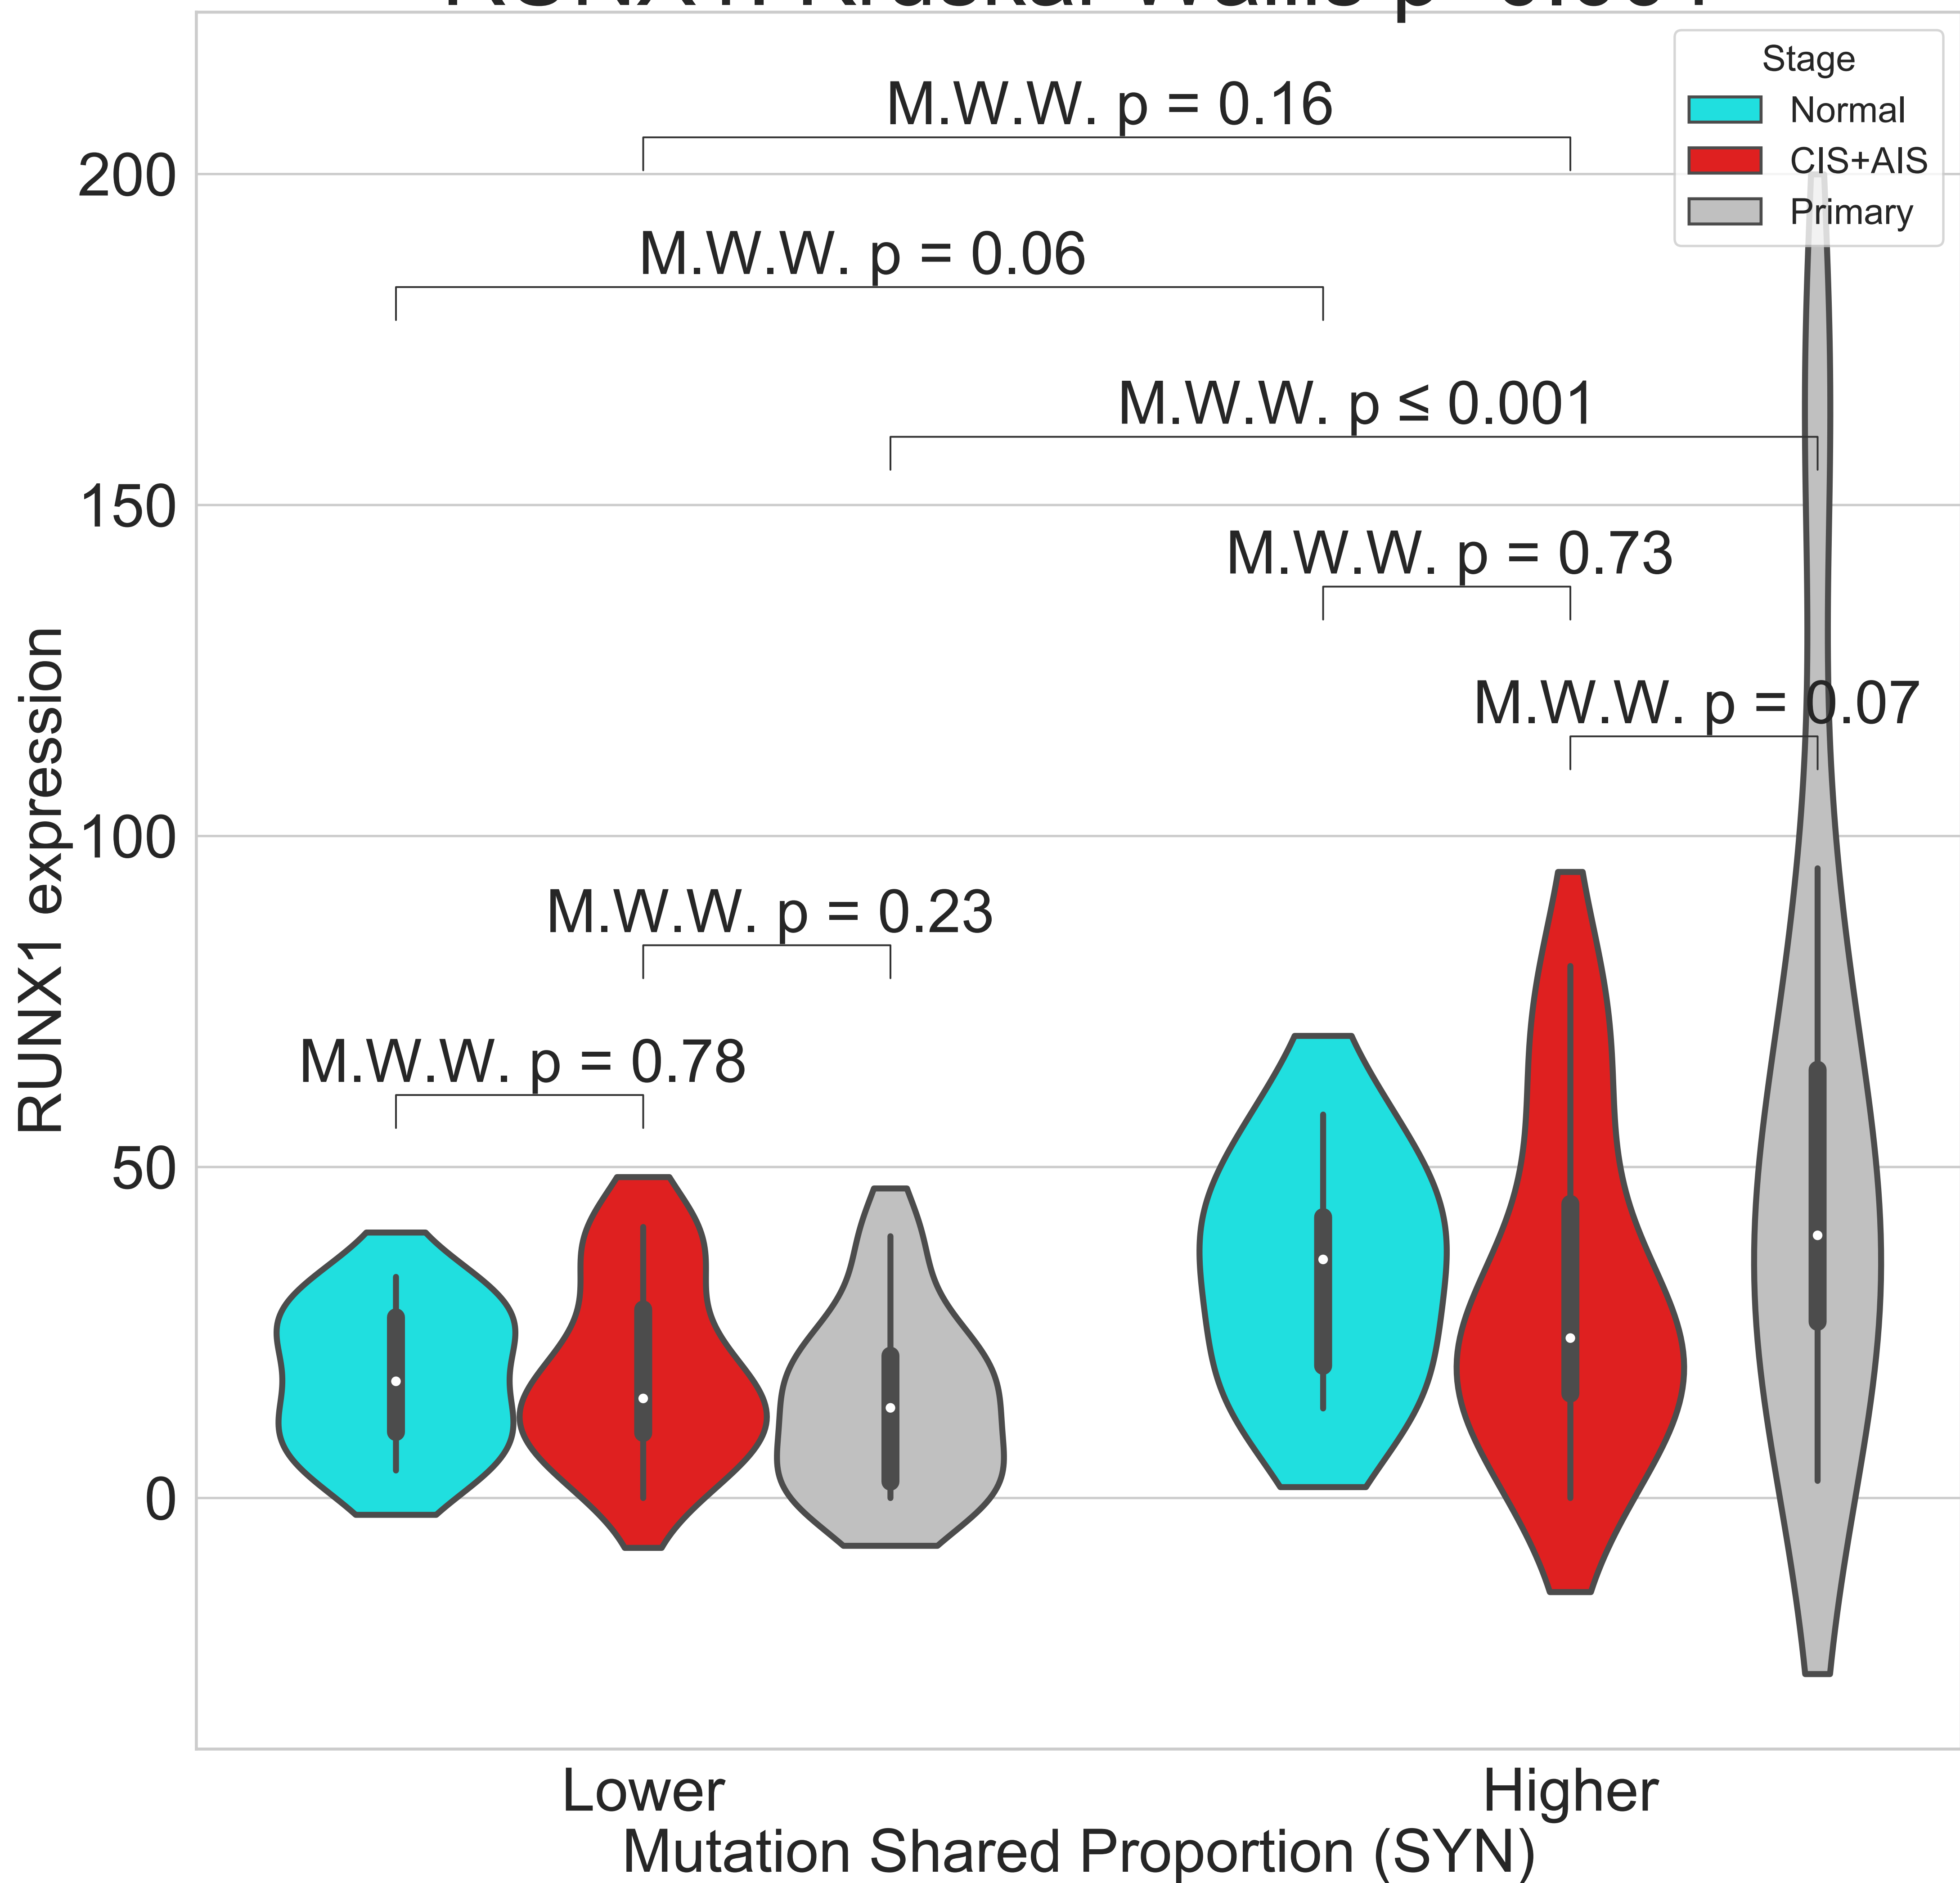 Stage
Normal
CIS+AIS
Primary
M.W.W. p = 0.16
M.W.W. p = 0.06
M.W.W. p ≤ 0.001
M.W.W. p = 0.73
M.W.W. p = 0.07
M.W.W. p = 0.23
M.W.W. p = 0.78
200
150
100
50
0
RUNX1 expression
Lower
Higher
Mutation Shared Proportion (SYN)